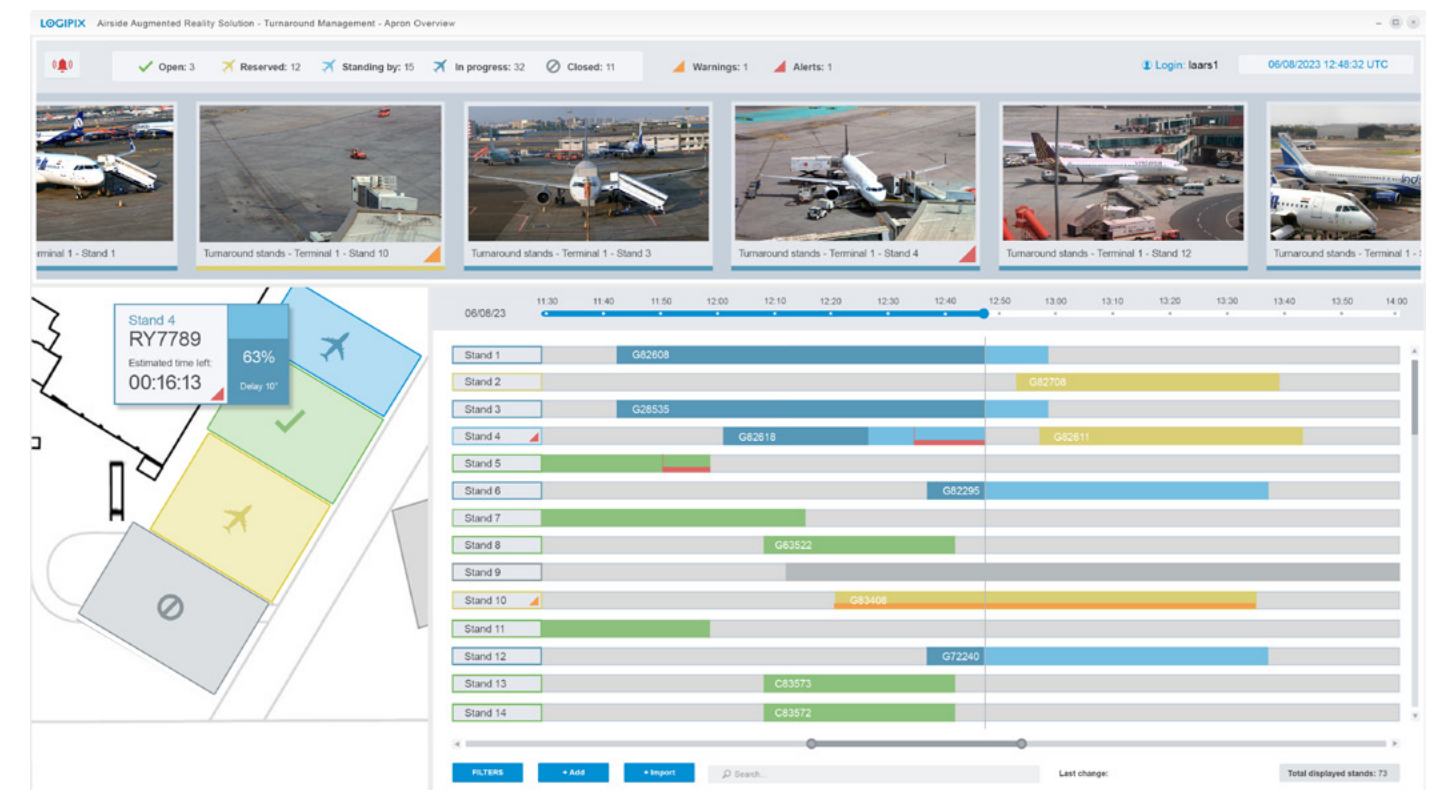 LOGIPIX Airside Augmented Reality Solution - Turnaround Management - Apron Overview
Open: 3 Reserved: 12 Standing by: 15 In progress: 32 Closed: 11 Warnings: 1 Alerts: 1 Login: laars1 06/08/2023 12:48:32 UTC
erminal 1 - Stand 1
Turnaround stands - Terminal 1 - Stand 10
Turnaround stands - Terminal 1 - Stand 3
Turnaround stands - Terminal 1 - Stand 4
Turnaround stands - Terminal 1 - Stand 12
Turnaround stands - Terminal 1 -
Stand 4
RY7789
Estimated time left:
00:16:13
63%
Delay 10"
06/08/23 11:30 11:40 11:50 12:00 12:10 12:20 12:30 12:40 12:50 13:00 13:10 13:20 13:30 13:40 13:50 14:00
Stand 1 G82608
Stand 2 G82708
Stand 3 G28535
Stand 4 G82618 G82611
Stand 5
Stand 6 G82295
Stand 7
Stand 8 G63522
Stand 9
Stand 10 G83408
Stand 11
Stand 12 G72240
Stand 13 C83573
Stand 14 C83572
FILTERS + Add + Import Search... Last change: Total displayed stands: 73